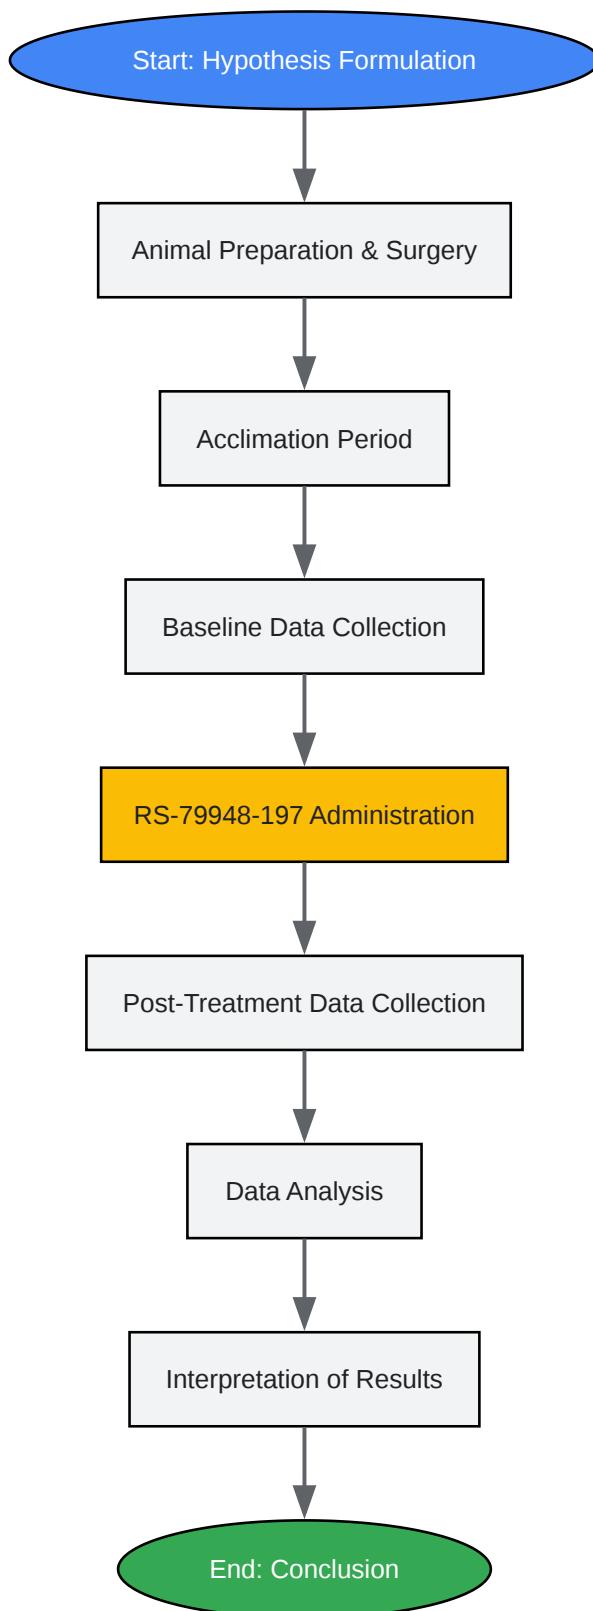 Start: Hypothesis Formulation
Animal Preparation & Surgery
Acclimation Period
Baseline Data Collection
RS-79948-197 Administration
Post-Treatment Data Collection
Data Analysis
Interpretation of Results
End: Conclusion